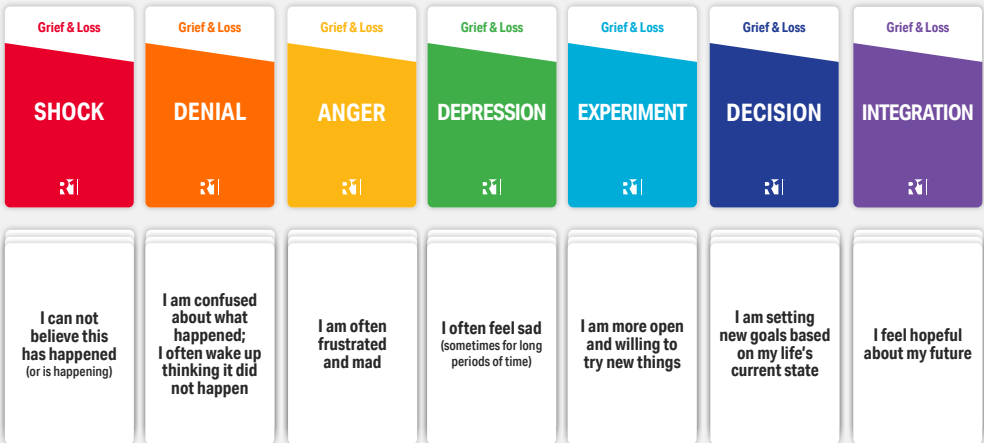 Grief & Loss
SHOCK
Grief & Loss
DENIAL
Grief & Loss
ANGER
Grief & Loss
DEPRESSION
Grief & Loss
EXPERIMENT
Grief & Loss
DECISION
Grief & Loss
INTEGRATION
I can not
believe this
has happened
(or is happening)
I am confused
about what
happened;
I often wake up
thinking it did
not happen
I am often
frustrated
and mad
I often feel sad
(sometimes for long
periods of time)
I am more open
and willing to
try new things
I am setting
new goals based
on my life's
current state
I feel hopeful
about my future